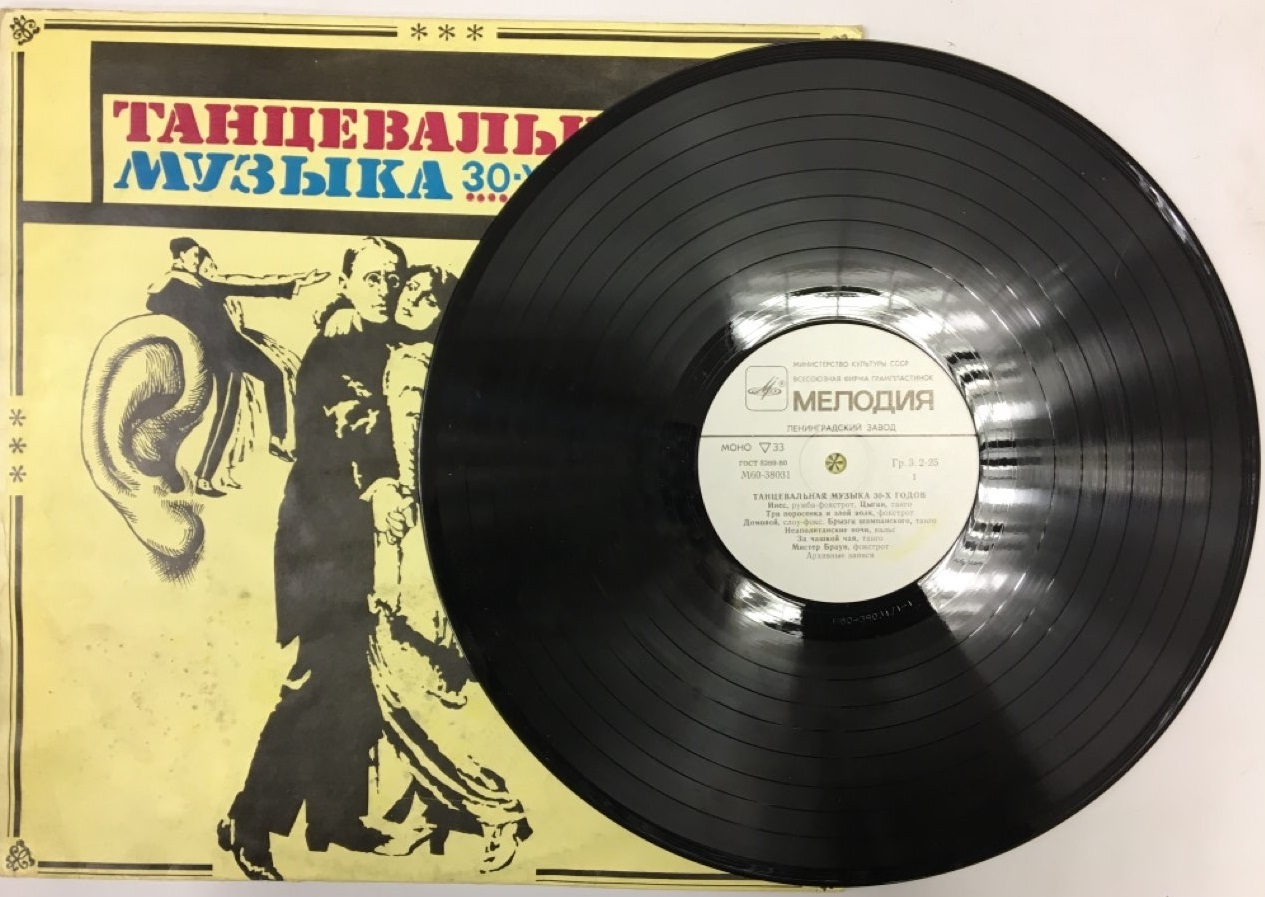 * * *
ТАНЦЕВАЛЬН
МУЗЫКА 30-Х
* * *
МИНИСТЕРСТВО КУЛЬТУРЫ СССР
ВСЕСОЮЗНАЯ ФИРМА ГРАМПЛАСТИНОК
МЕЛОДИЯ
ЛЕНИНГРАДСКИЙ ЗАВОД
МОНО ▽33
ГОСТ 5289-80
Гр. 3. 2-25
М60-38031
1
ТАНЦЕВАЛЬНАЯ МУЗЫКА 30-Х ГОДОВ
Инес, румба-фокстрот, Цыган, танго
Три поросенка и злой волк, фокстрот
Домовой, слоу-фокс. Брызги шампанского, танго
Неаполитанские ночи, вальс
За чашкой чая, танго
Мистер Браун, фокстрот
Архивные записи